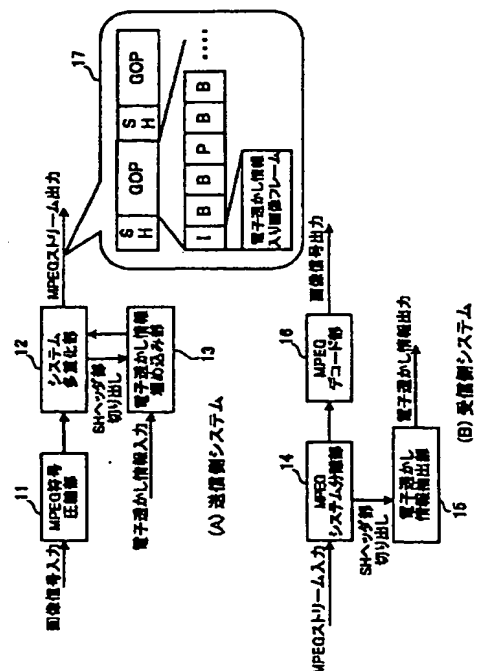 画像信号入力
11
MPEG符号
圧縮部
12
システム
多重化部
MPEGストリーム出力
SHヘッダ部
切り出し
電子透かし情報入力
電子透かし情報
埋め込み部
13
17
S
H
GOP
S
H
GOP
I
B
B
P
B
B
....
電子透かし情報
入り画像フレーム
(A) 送信側システム
MPEGストリーム入力
14
MPEG
システム分離部
16
MPEG
デコード部
画像信号出力
SHヘッダ部
切り出し
電子透かし
情報検出部
15
電子透かし情報出力
(B) 受信側システム